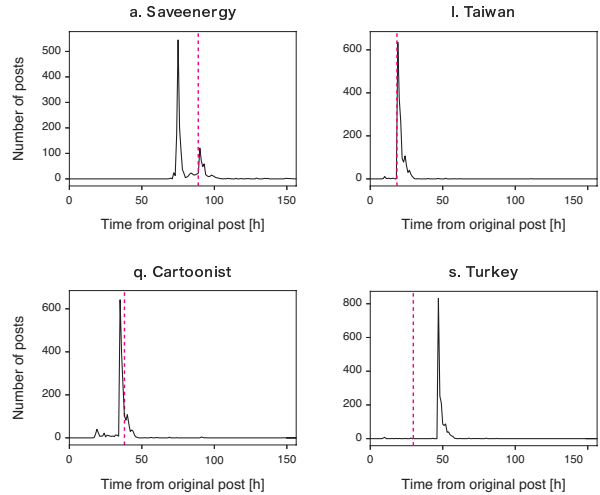 a. Saveenergy
l. Taiwan
Number of posts
500
400
300
200
100
0
0 50 100 150
Time from original post [h]
600
400
200
0
0 50 100 150
Time from original post [h]
q. Cartoonist
s. Turkey
Number of posts
600
400
200
0
0 50 100 150
Time from original post [h]
800
600
400
200
0
0 50 100 150
Time from original post [h]